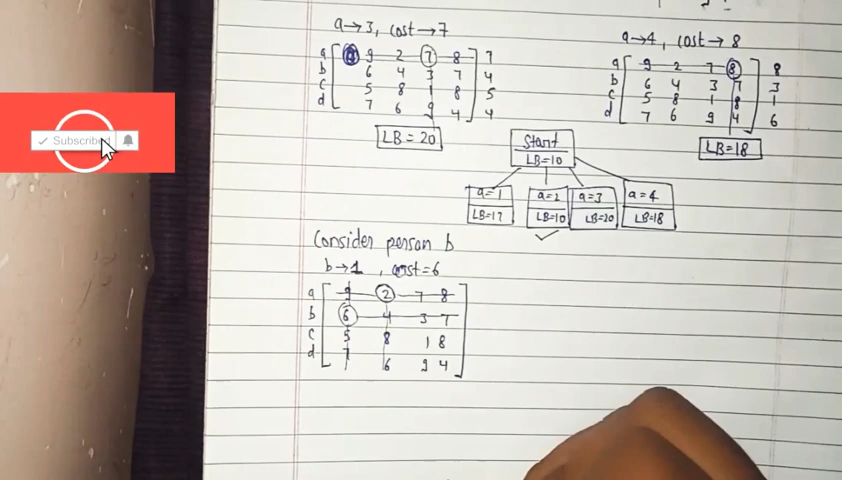 a→3, cost→7
a [ 9 2 7 8 ] 7
b 6 4 3 7 4
c 5 8 1 8 5
d 7 6 9 4 4
LB = 20
a→4, cost→8
a [ 9 2 7 8 ] 8
b 6 4 3 7 3
c 5 8 1 8 1
d 7 6 9 4 6
LB=18
Start
LB=10
a=1
LB=17
a=2
LB=10
a=3
LB=20
a=4
LB=18
✓ Subscribed
Consider person b
b→1, cost=6
a [ 9 2 7 8 ]
b 6 4 3 7
c 5 8 1 8
d 7 6 9 4